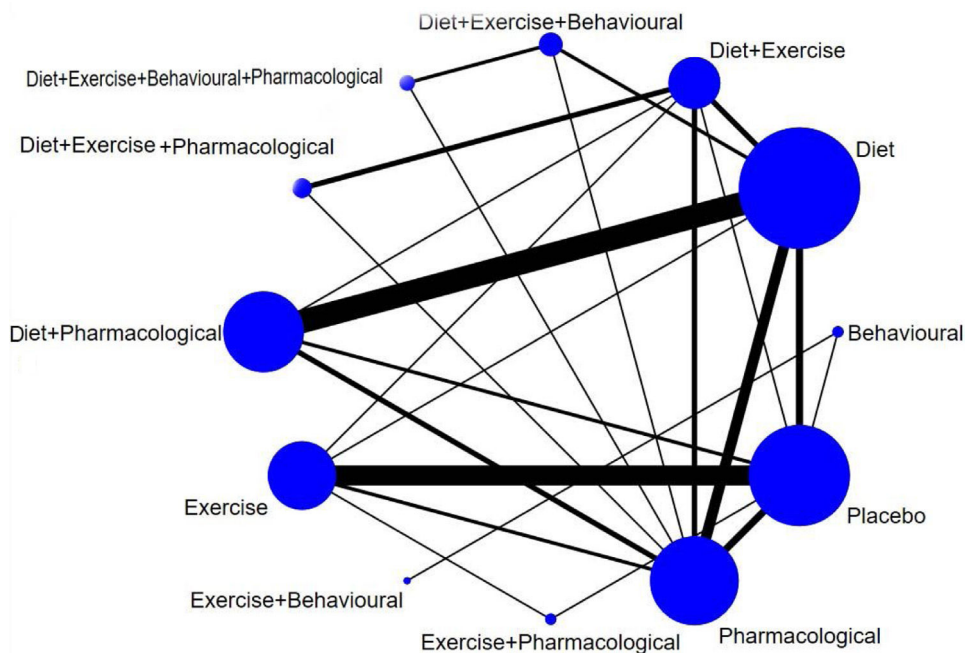 Diet+Exercise+Behavioural
Diet+Exercise
Diet+Exercise+Behavioural+Pharmacological
Diet+Exercise+Pharmacological
Diet
Diet+Pharmacological
Behavioural
Exercise
Placebo
Exercise+Behavioural
Exercise+Pharmacological
Pharmacological